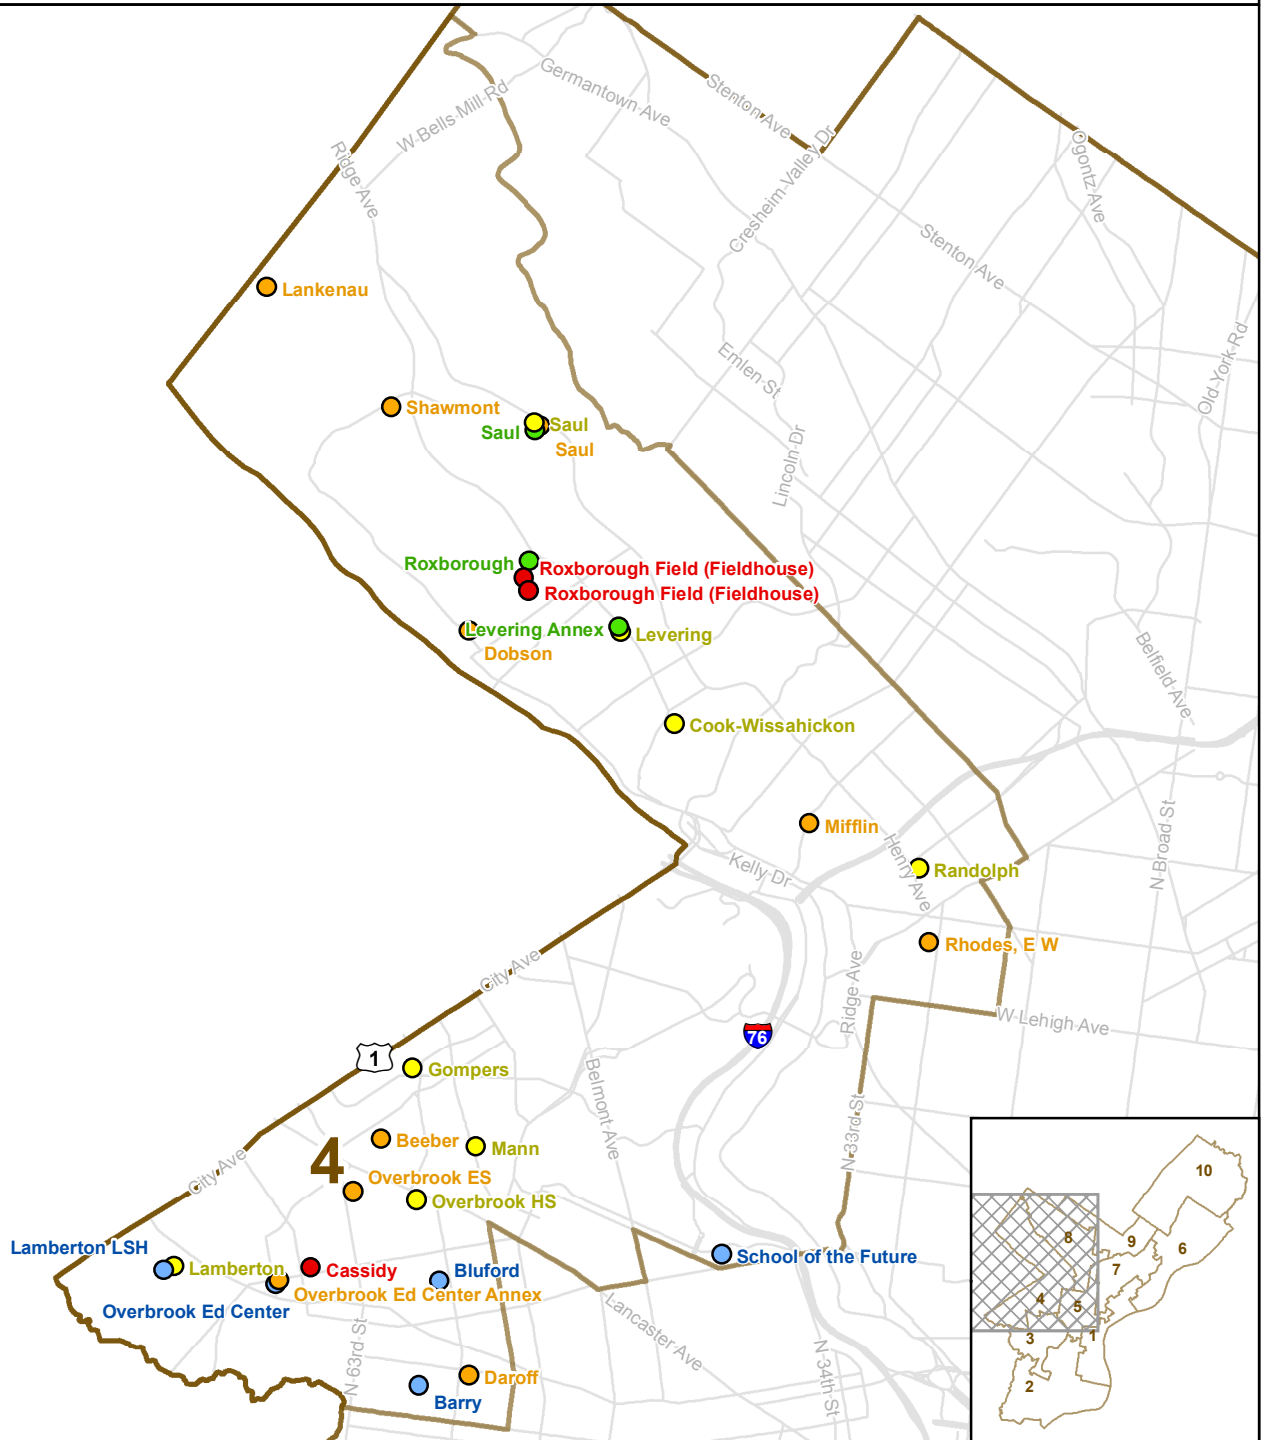 Germantown Ave
Stenton Ave
W Bells Mill Rd
Ridge Ave
Cresheim Valley Dr
Ogontz Ave
Stenton Ave
Lankenau
Old York Rd
Emlen St
Shawmont
Saul
Saul
Saul
Lincoln Dr
Roxborough
Roxborough Field (Fieldhouse)
Roxborough Field (Fieldhouse)
Levering Annex
Levering
Dobson
Belfield Ave
Cook-Wissahickon
Mifflin
Kelly Dr
Henry Ave
Randolph
N Broad St
Rhodes, E W
City Ave
Ridge Ave
W Lehigh Ave
76
1
Gompers
Belmont Ave
N 33rd St
Beeber
Mann
4
City Ave
Overbrook ES
Overbrook HS
Lamberton LSH
Lamberton
Cassidy
Bluford
School of the Future
Overbrook Ed Center Annex
Overbrook Ed Center
Lancaster Ave
N 63rd St
N 34th St
Daroff
Barry
10
8
9
6
7
4
5
3
1
2